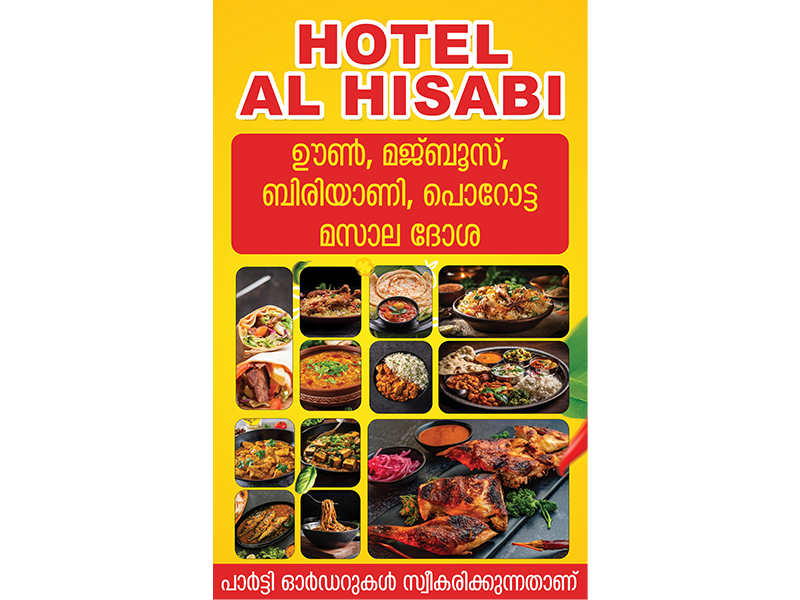 HOTEL
AL HISABI
ഊൺ, മജ്ബൂസ്,
ബിരിയാണി, പൊറോട്ട
മസാല ദോശ
പാർട്ടി ഓർഡറുകൾ സ്വീകരിക്കുന്നതാണ്